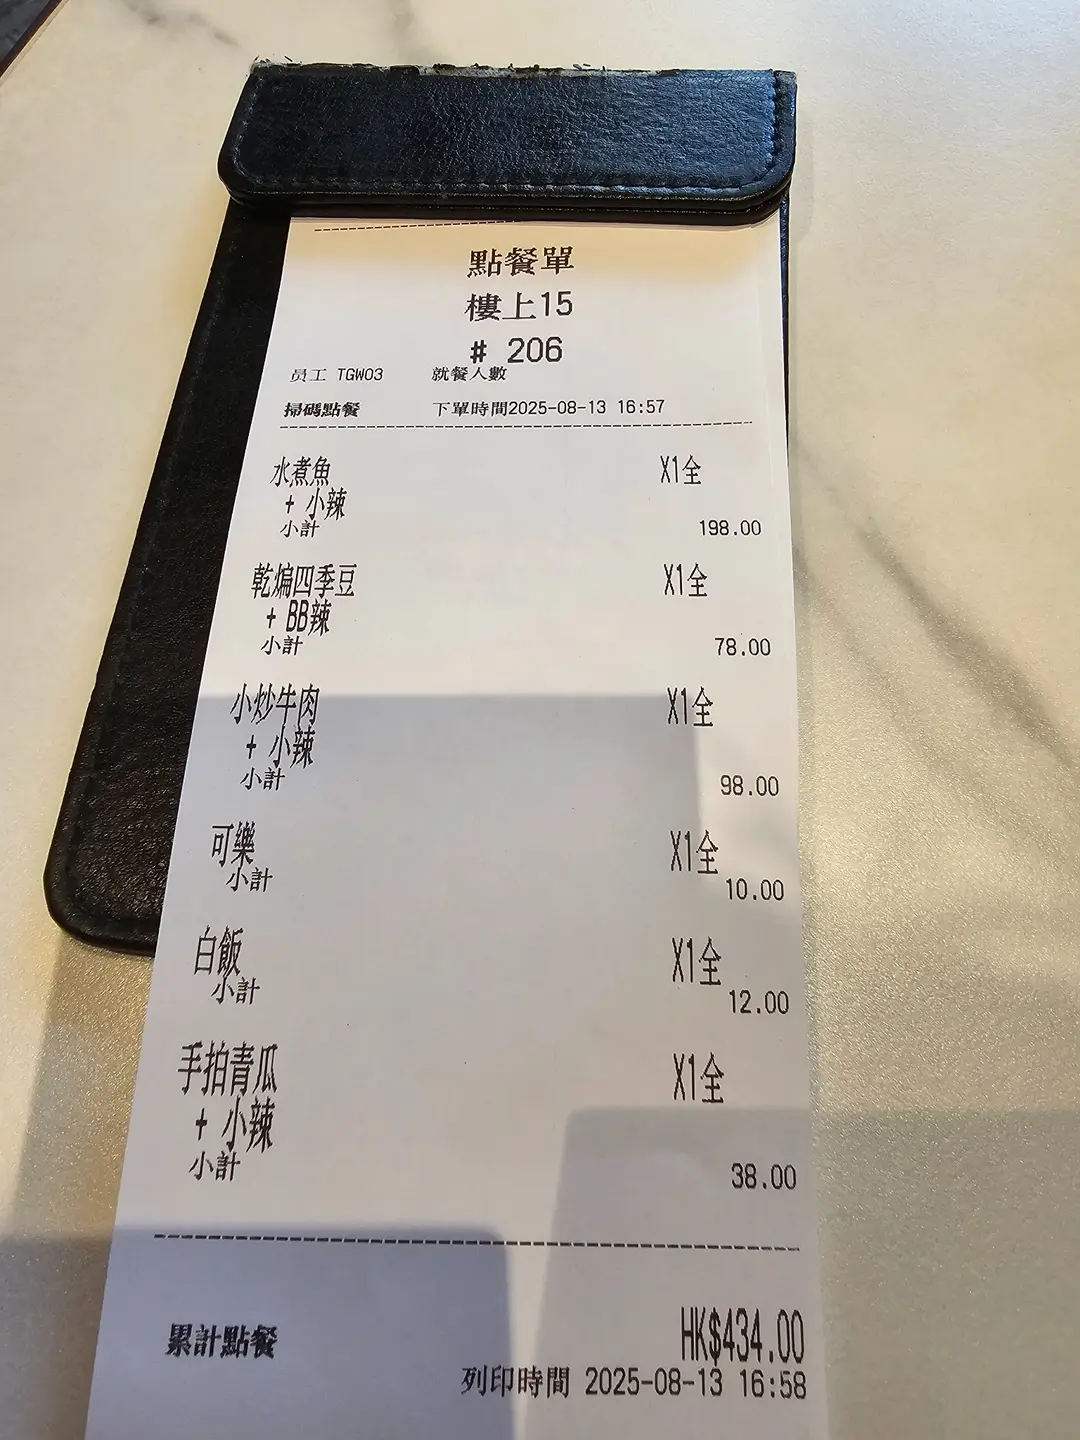 點餐單
樓上15
# 206
員工 TGW03 就餐人數
掃碼點餐 下單時間2025-08-13 16:57
水煮魚 X1全
+ 小辣
小計 198.00
乾煸四季豆 X1全
+ BB辣
小計 78.00
小炒牛肉 X1全
+ 小辣
小計 98.00
可樂 X1全
小計 10.00
白飯 X1全
小計 12.00
手拍青瓜 X1全
+ 小辣
小計 38.00
累計點餐 HK$434.00
列印時間 2025-08-13 16:58